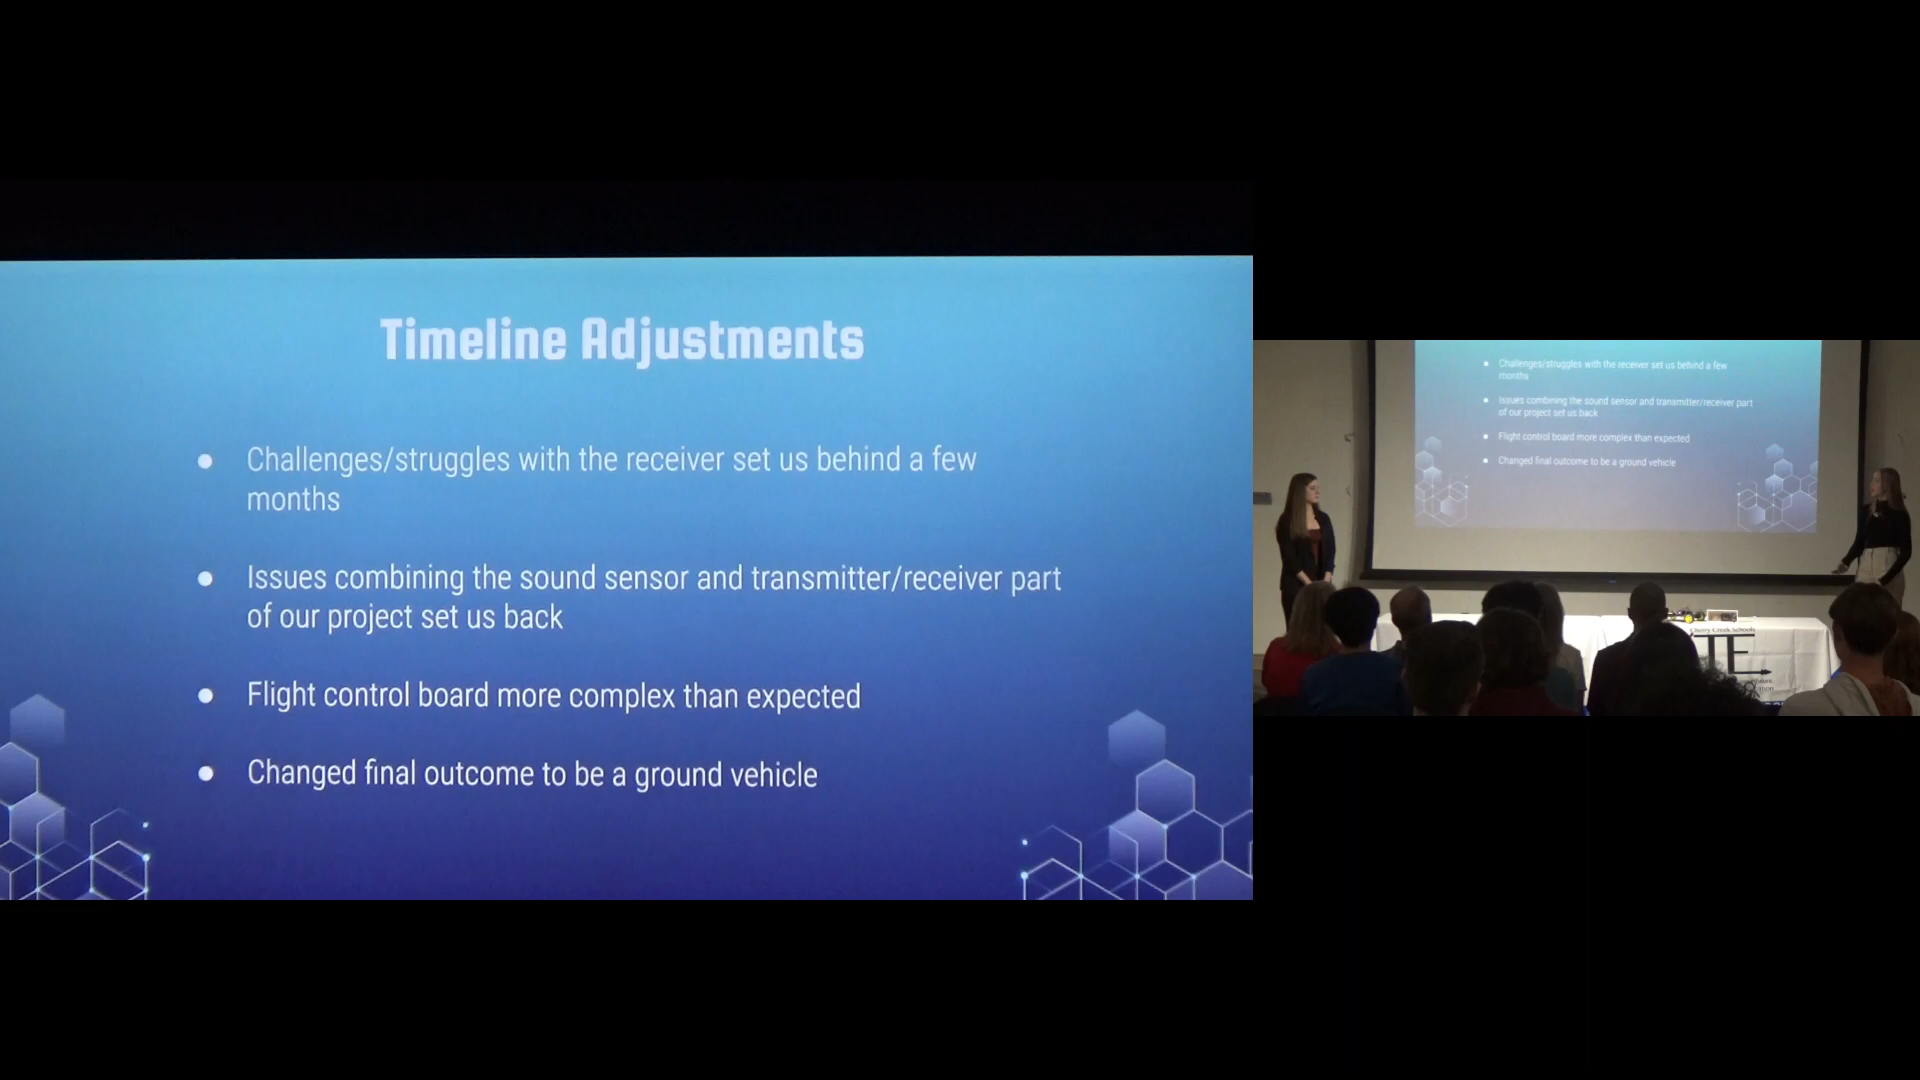 Timeline Adjustments
● Challenges/struggles with the receiver set us behind a few
months
● Issues combining the sound sensor and transmitter/receiver part
of our project set us back
● Flight control board more complex than expected
● Changed final outcome to be a ground vehicle
● Challenges/struggles with the receiver set us behind a few
months
● Issues combining the sound sensor and transmitter/receiver part
of our project set us back
● Flight control board more complex than expected
● Changed final outcome to be a ground vehicle
Cherry Creek Schools